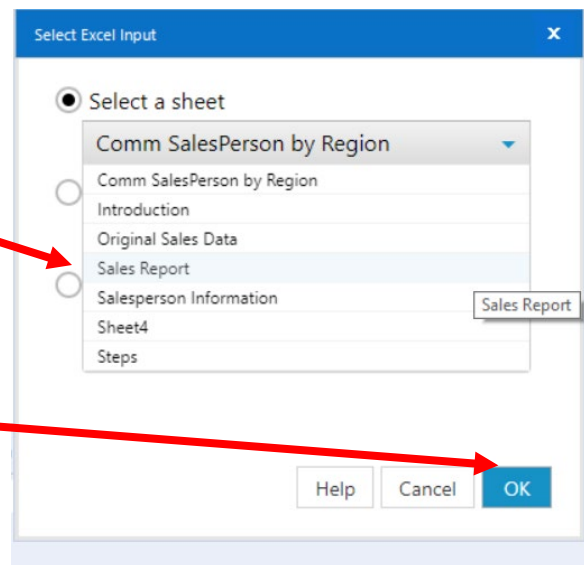 Select Excel Input x
Select a sheet
Comm SalesPerson by Region
Comm SalesPerson by Region
Introduction
Original Sales Data
Sales Report
Salesperson Information
Sales Report
Sheet4
Steps
Help Cancel OK